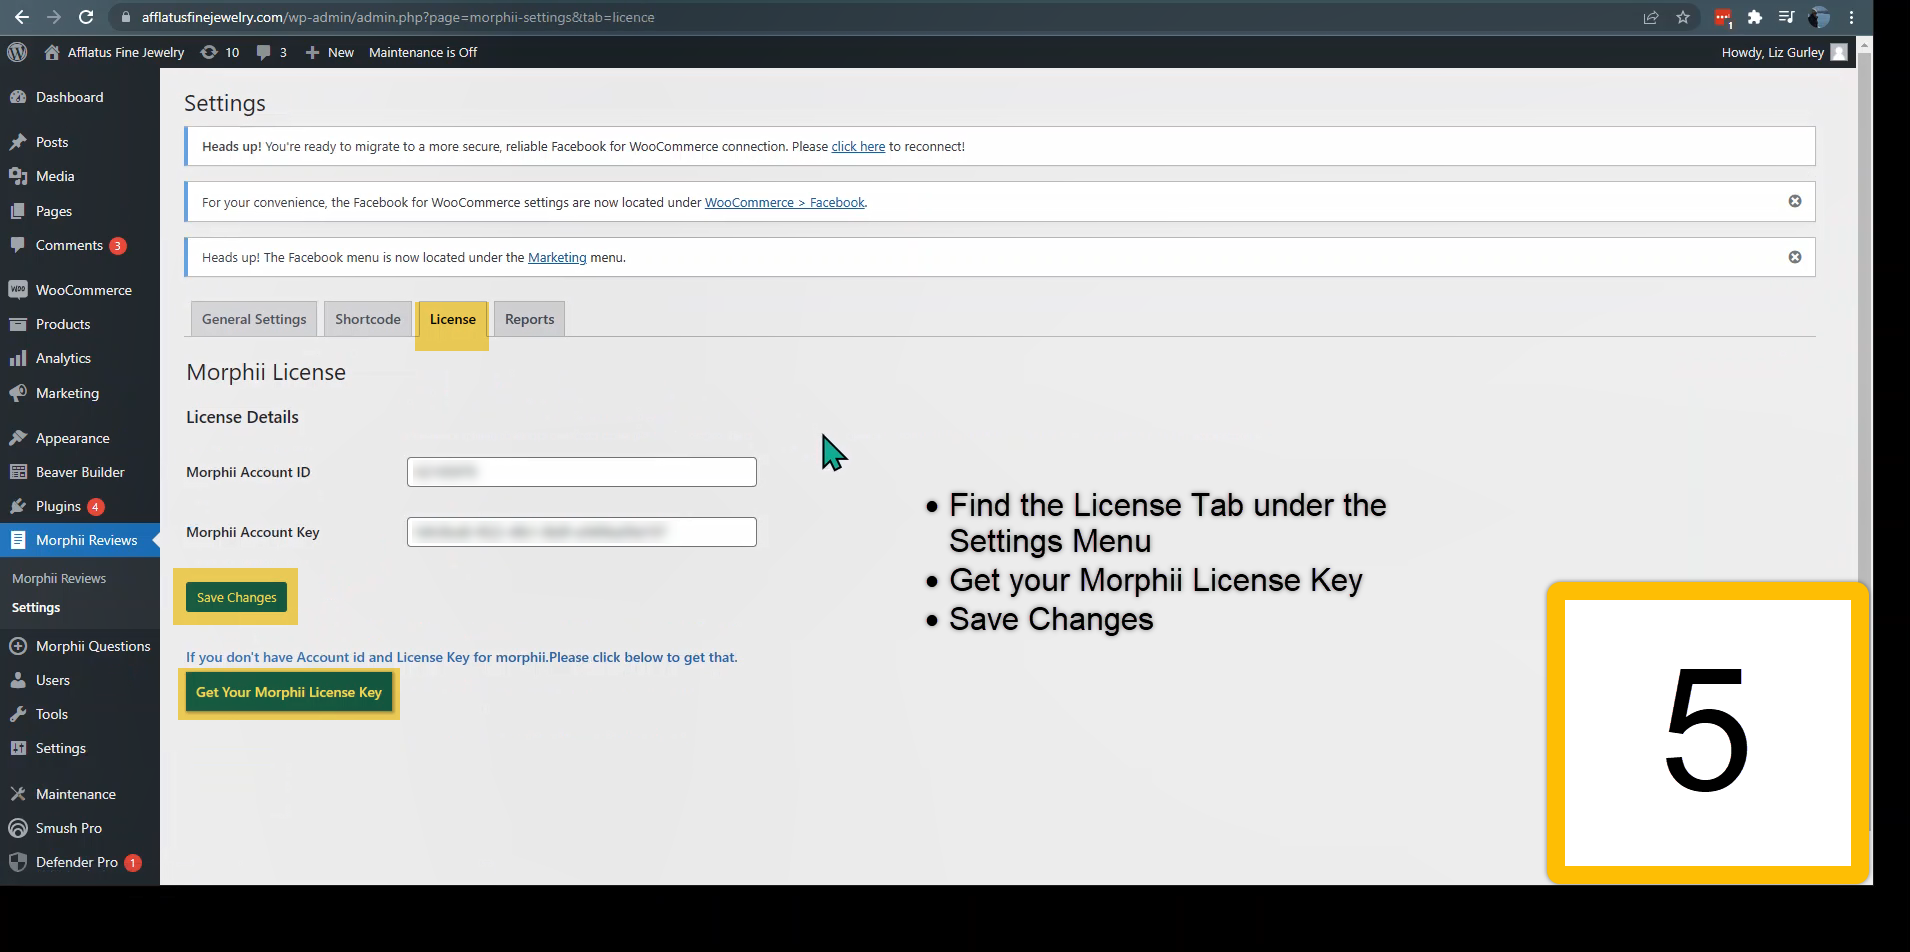 afflatusfinejewelry.com/wp-admin/admin.php?page=morphii-settings&tab=licence
1
Afflatus Fine Jewelry 10 3 New Maintenance is Off Howdy, Liz Gurley
Dashboard
Posts
Media
Pages
Comments 3
WooCommerce
Products
Analytics
Marketing
Appearance
Beaver Builder
Plugins 4
Morphii Reviews
Morphii Reviews
Settings
Morphii Questions
Users
Tools
Settings
Maintenance
Smush Pro
Defender Pro 1
Settings
Heads up! You're ready to migrate to a more secure, reliable Facebook for WooCommerce connection. Please click here to reconnect!
For your convenience, the Facebook for WooCommerce settings are now located under WooCommerce > Facebook.
Heads up! The Facebook menu is now located under the Marketing menu.
General Settings Shortcode License Reports
Morphii License
License Details
Morphii Account ID
Morphii Account Key
Save Changes
If you don't have Account id and License Key for morphii.Please click below to get that.
Get Your Morphii License Key
• Find the License Tab under the
Settings Menu
• Get your Morphii License Key
• Save Changes
5